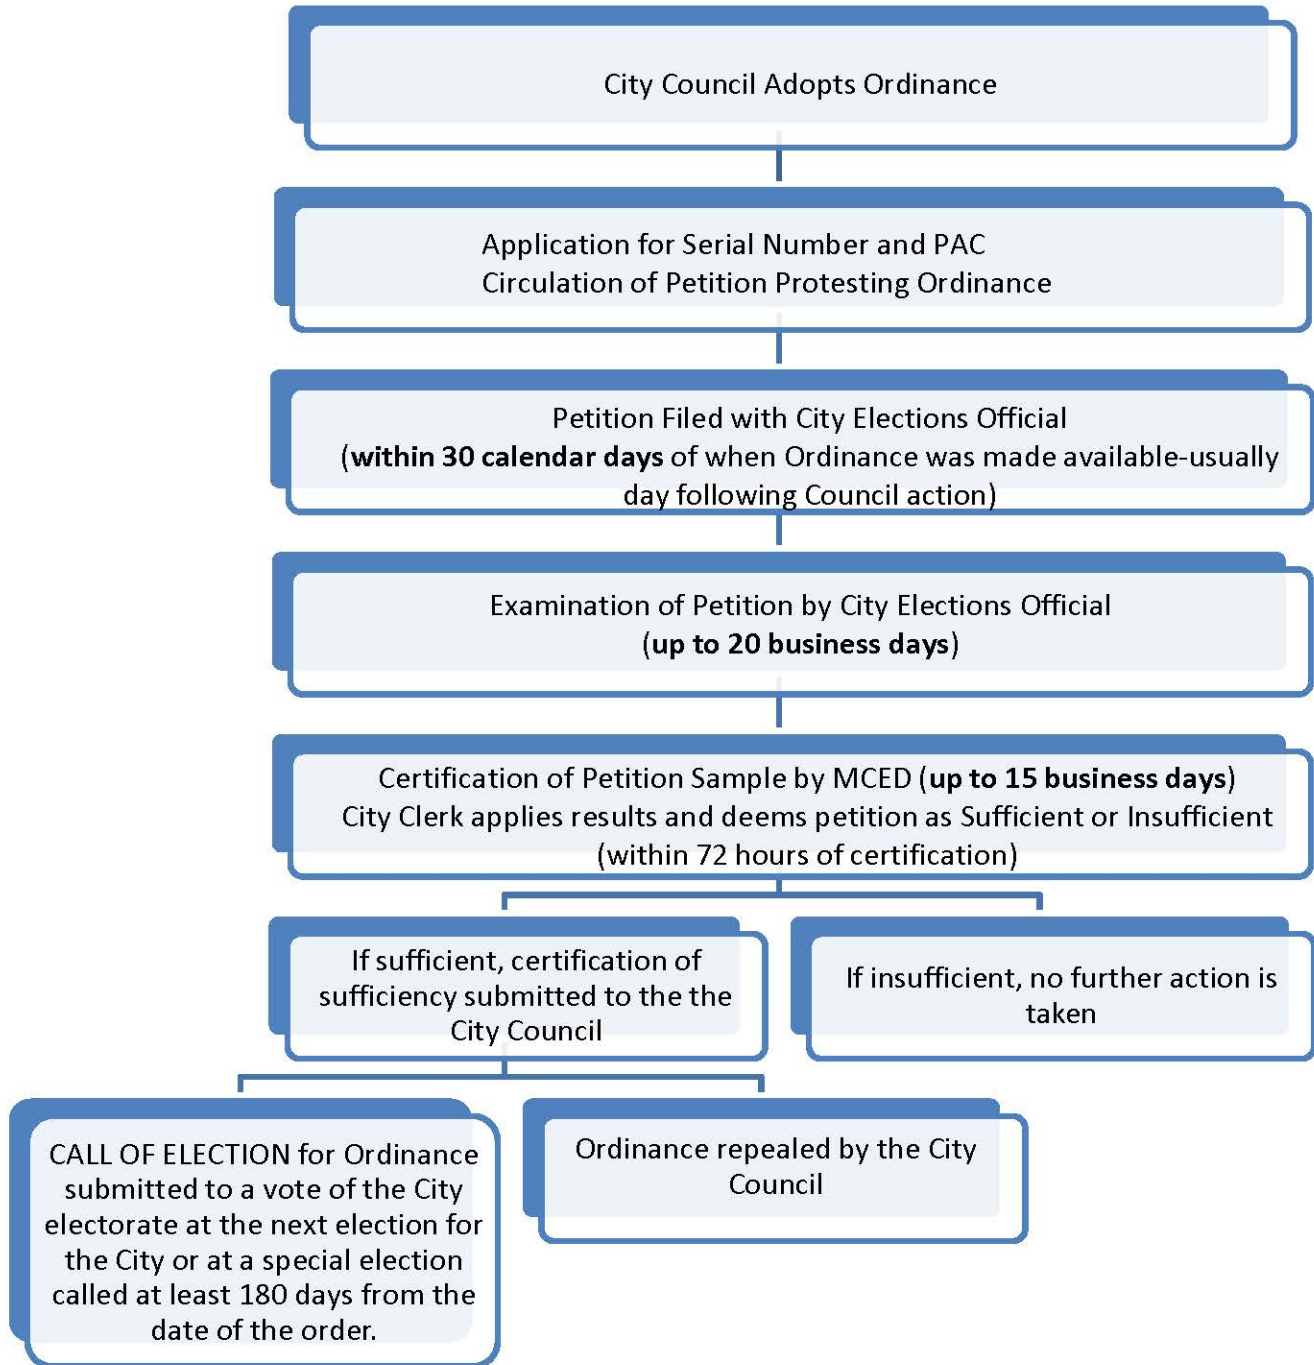 City Council Adopts Ordinance
Application for Serial Number and PAC
Circulation of Petition Protesting Ordinance
Petition Filed with City Elections Official
(within 30 calendar days of when Ordinance was made available-usually
day following Council action)
Examination of Petition by City Elections Official
(up to 20 business days)
Certification of Petition Sample by MCED (up to 15 business days)
City Clerk applies results and deems petition as Sufficient or Insufficient
(within 72 hours of certification)
If sufficient, certification of
sufficiency submitted to the the
City Council
If insufficient, no further action is
taken
CALL OF ELECTION for Ordinance
submitted to a vote of the City
electorate at the next election for
the City or at a special election
called at least 180 days from the
date of the order.
Ordinance repealed by the City
Council